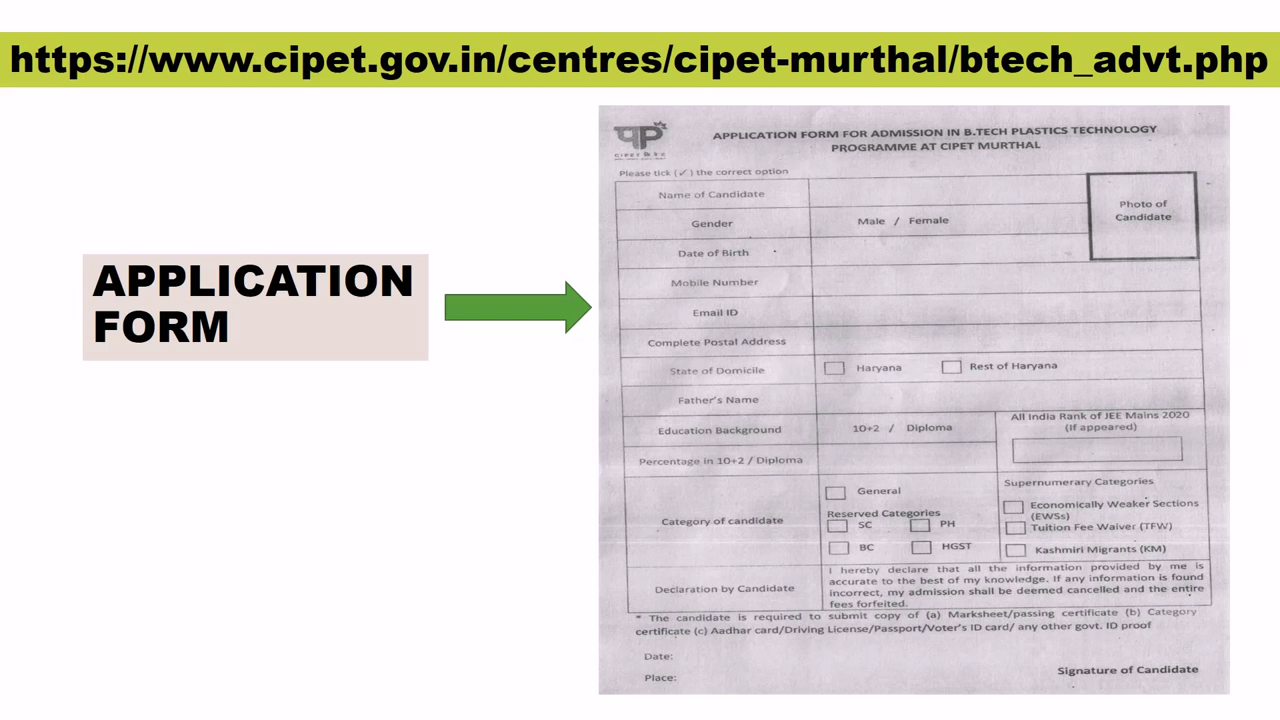 https://www.cipet.gov.in/centres/cipet-murthal/btech_advt.php
APPLICATION
FORM
CIPET
APPLICATION FORM FOR ADMISSION IN B.TECH PLASTICS TECHNOLOGY
PROGRAMME AT CIPET MURTHAL
Please tick (✓) the correct option
Name of Candidate
Photo of
Candidate
Gender
Male / Female
Date of Birth
Mobile Number
Email ID
Complete Postal Address
State of Domicile
Haryana
Rest of Haryana
Father's Name
Education Background
10+2 / Diploma
All India Rank of JEE Mains 2020
(If appeared)
Percentage in 10+2 / Diploma
Category of candidate
General
Reserved Categories
SC
PH
BC
HGST
Supernumerary Categories
Economically Weaker Sections
(EWSs)
Tuition Fee Waiver (TFW)
Kashmiri Migrants (KM)
Declaration by Candidate
I hereby declare that all the information provided by me is
accurate to the best of my knowledge. If any information is found
incorrect, my admission shall be deemed cancelled and the entire
fees forfeited.
* The candidate is required to submit copy of (a) Marksheet/passing certificate (b) Category
certificate (c) Aadhar card/Driving License/Passport/Voter's ID card/ any other govt. ID proof
Date:
Place:
Signature of Candidate